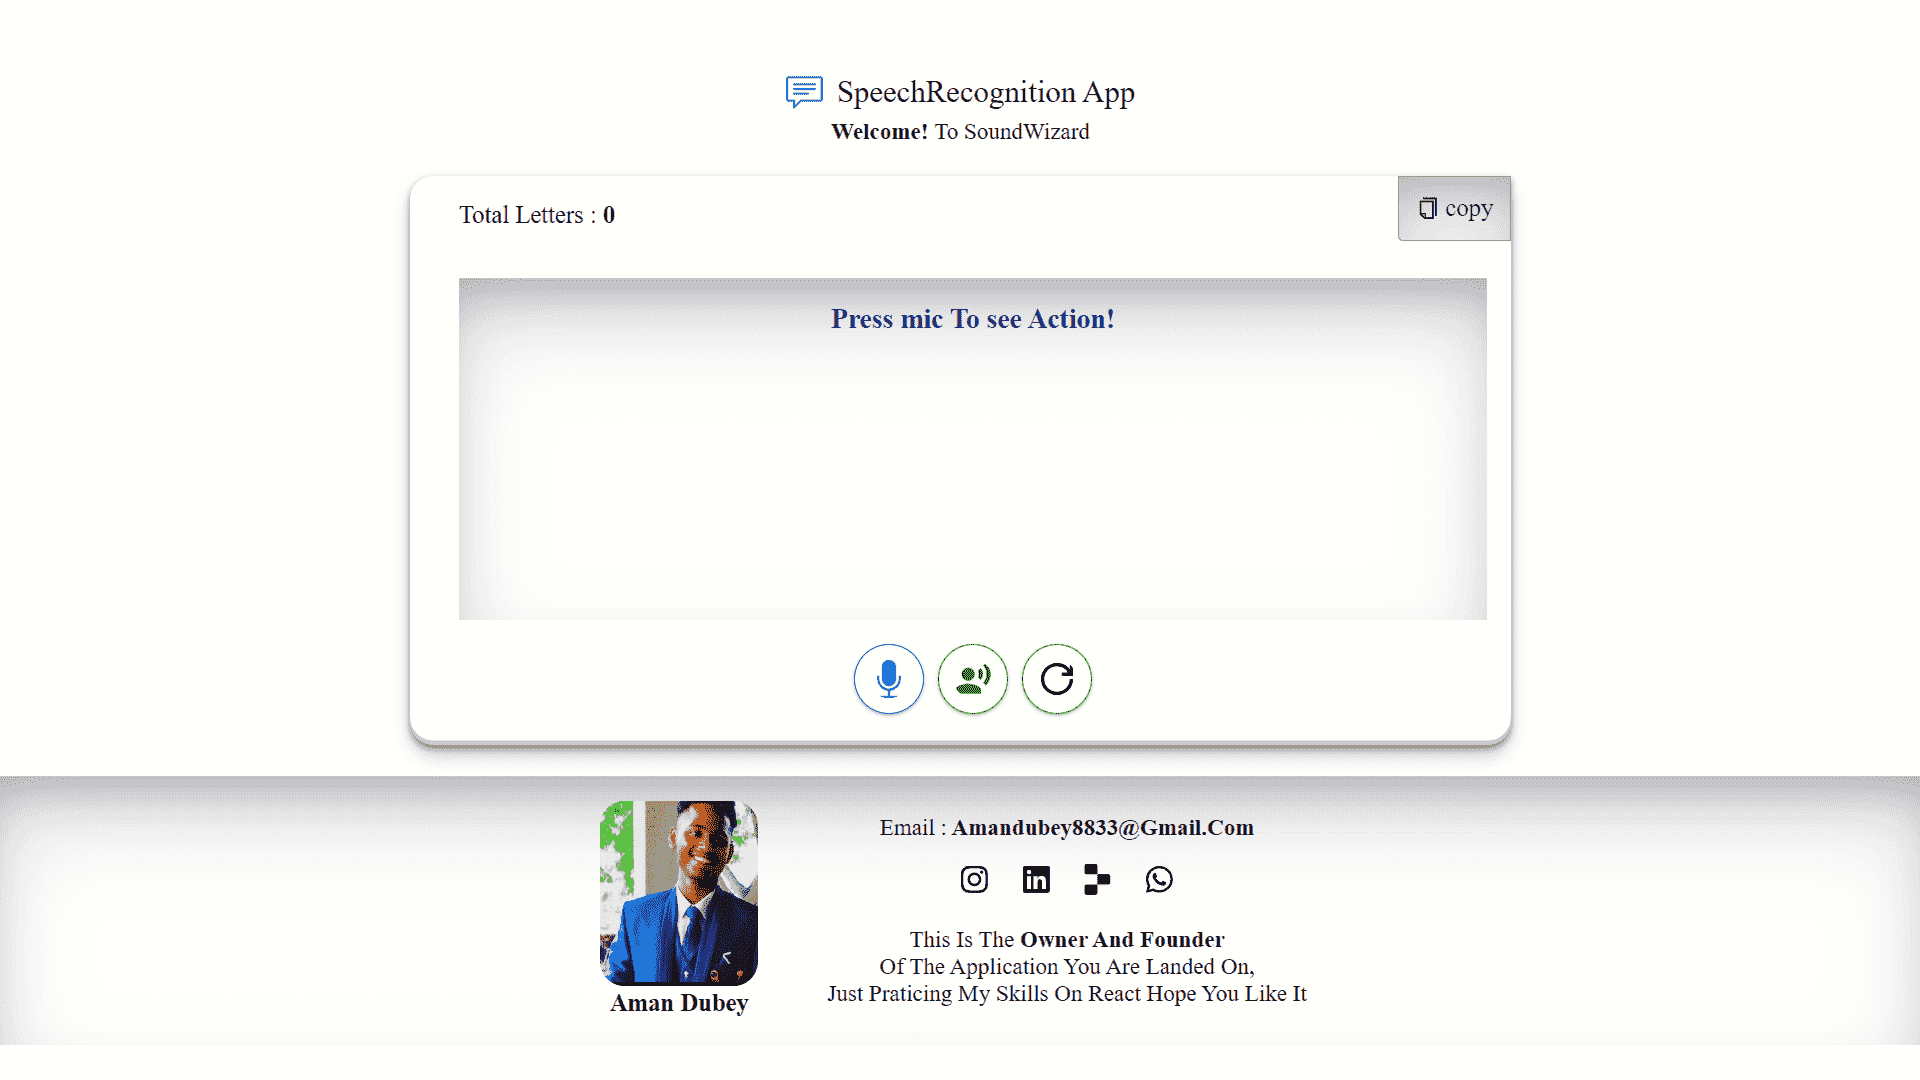 SpeechRecognition App
Welcome! To SoundWizard
Total Letters : 0
copy
Press mic To see Action!
Email : Amandubey8833@Gmail.Com
This Is The Owner And Founder
Of The Application You Are Landed On,
Just Praticing My Skills On React Hope You Like It
Aman Dubey